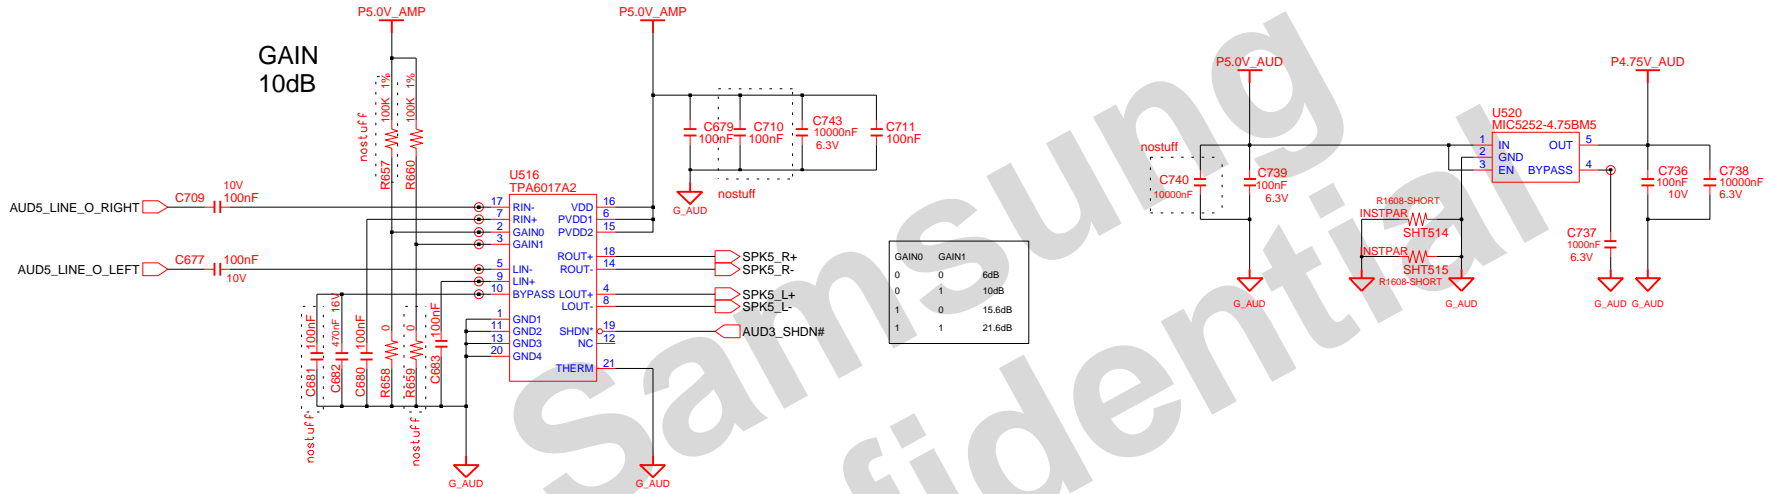 P5.0V_AMP
P5.0V_AMP
GAIN
10dB
P5.0V_AUD
P4.75V_AUD
100K 1%
100K 1%
nostuff
R657
R660
C679
100nF
C710
100nF
C743
10000nF
6.3V
C711
100nF
nostuff
G_AUD
U516
TPA6017A2
AUD5_LINE_O_RIGHT
C709
10V
100nF
AUD5_LINE_O_LEFT
C677
100nF
10V
17 RIN-
7 RIN+
2 GAIN0
3 GAIN1
5 LIN-
9 LIN+
10 BYPASS
1 GND1
11 GND2
13 GND3
20 GND4
VDD 16
PVDD1 6
PVDD2 15
ROUT+ 18
ROUT- 14
LOUT+ 4
LOUT- 8
SHDN* 19
NC 12
THERM 21
SPK5_R+
SPK5_R-
SPK5_L+
SPK5_L-
AUD3_SHDN#
C681
100nF
C682
470nF 16V
C680
100nF
R658
0
R659
0
C683
100nF
nostuff
nostuff
G_AUD
G_AUD
GAIN0 GAIN1
0 0 6dB
0 1 10dB
1 0 15.6dB
1 1 21.6dB
nostuff
C740
10000nF
C739
100nF
6.3V
G_AUD
U520
MIC5252-4.75BM5
1 IN
2 GND
3 EN
OUT 5
BYPASS 4
R1608-SHORT
INSTPAR
SHT514
INSTPAR
SHT515
R1608-SHORT
G_AUD
G_AUD
C737
1000nF
6.3V
C736
100nF
10V
C738
10000nF
6.3V
G_AUD
G_AUD
Samsung
Confidential